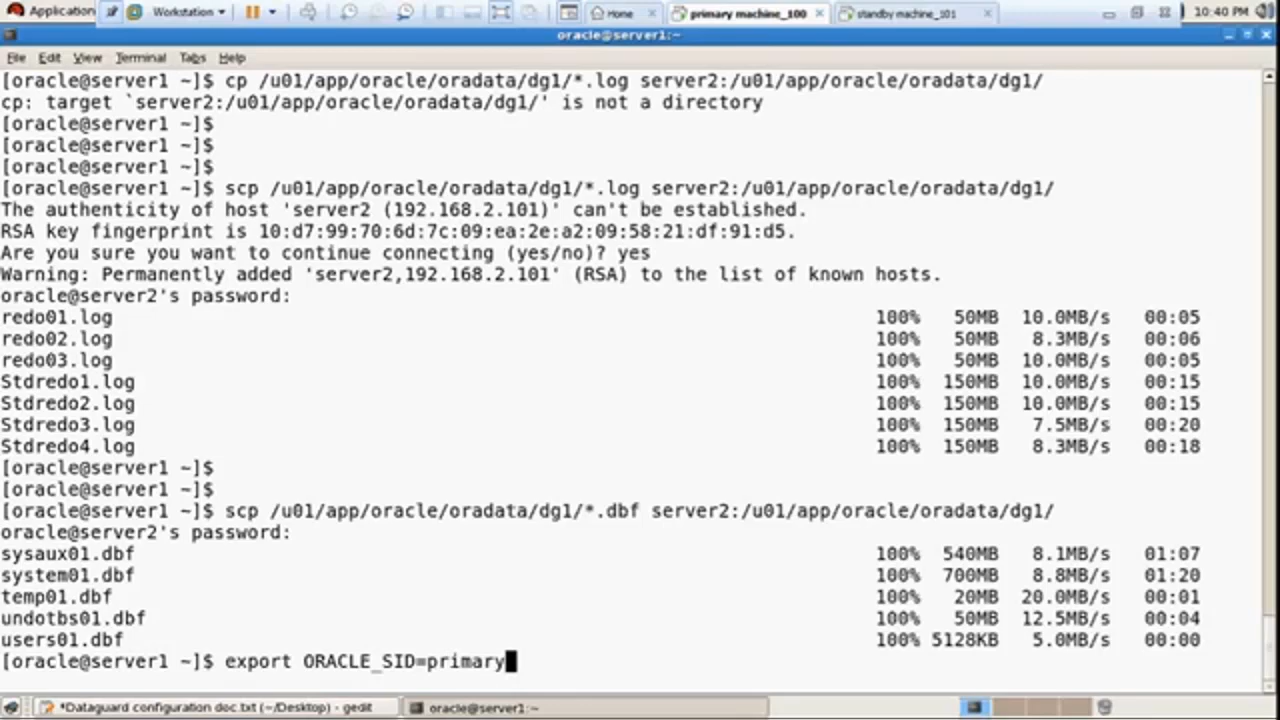 Application Workstation Home primary machine_100 standby machine_101 10:40 PM
oracle@server1:~
File Edit View Terminal Tabs Help
[oracle@server1 ~]$ cp /u01/app/oracle/oradata/dg1/*.log server2:/u01/app/oracle/oradata/dg1/
cp: target `server2:/u01/app/oracle/oradata/dg1/' is not a directory
[oracle@server1 ~]$
[oracle@server1 ~]$
[oracle@server1 ~]$
[oracle@server1 ~]$ scp /u01/app/oracle/oradata/dg1/*.log server2:/u01/app/oracle/oradata/dg1/
The authenticity of host 'server2 (192.168.2.101)' can't be established.
RSA key fingerprint is 10:d7:99:70:6d:7c:09:ea:2e:a2:09:58:21:df:91:d5.
Are you sure you want to continue connecting (yes/no)? yes
Warning: Permanently added 'server2,192.168.2.101' (RSA) to the list of known hosts.
oracle@server2's password:
redo01.log 100% 50MB 10.0MB/s 00:05
redo02.log 100% 50MB 8.3MB/s 00:06
redo03.log 100% 50MB 10.0MB/s 00:05
Stdredo1.log 100% 150MB 10.0MB/s 00:15
Stdredo2.log 100% 150MB 10.0MB/s 00:15
Stdredo3.log 100% 150MB 7.5MB/s 00:20
Stdredo4.log 100% 150MB 8.3MB/s 00:18
[oracle@server1 ~]$
[oracle@server1 ~]$
[oracle@server1 ~]$ scp /u01/app/oracle/oradata/dg1/*.dbf server2:/u01/app/oracle/oradata/dg1/
oracle@server2's password:
sysaux01.dbf 100% 540MB 8.1MB/s 01:07
system01.dbf 100% 700MB 8.8MB/s 01:20
temp01.dbf 100% 20MB 20.0MB/s 00:01
undotbs01.dbf 100% 50MB 12.5MB/s 00:04
users01.dbf 100% 5128KB 5.0MB/s 00:00
[oracle@server1 ~]$ export ORACLE_SID=primary
*Dataguard configuration doc.txt (~/Desktop) - gedit oracle@server1:~